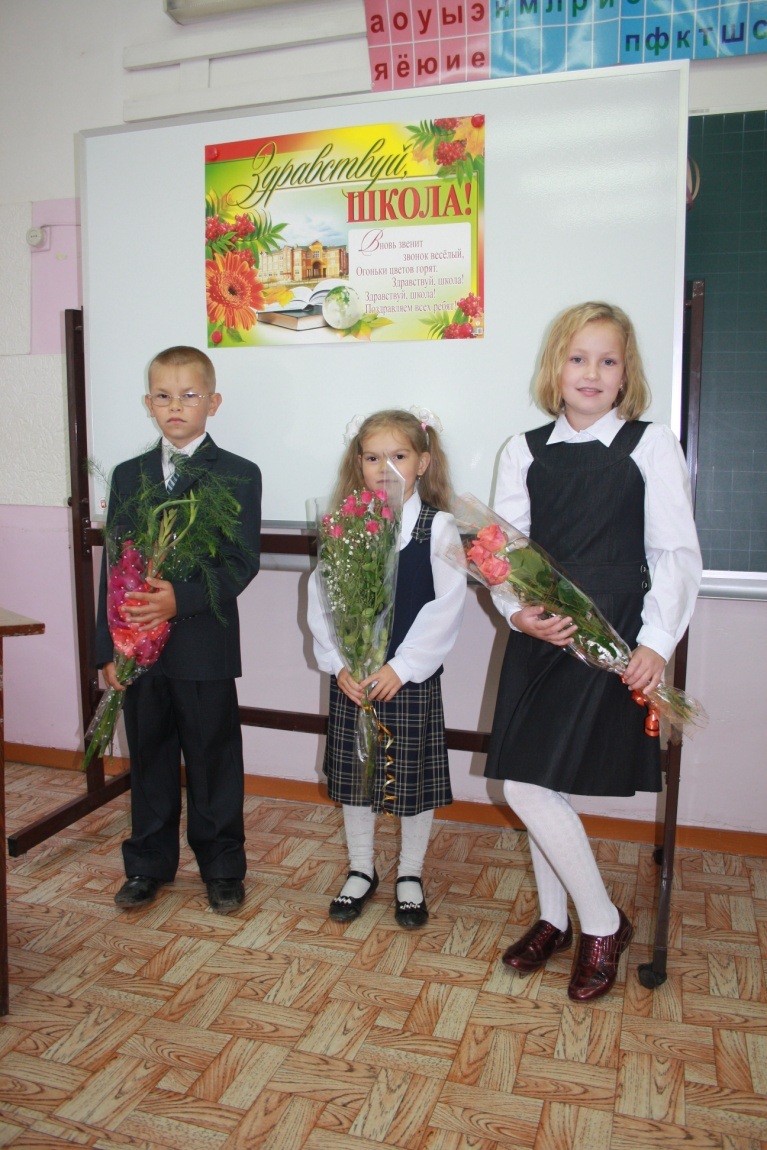 а о у ы э н м л р
я ё ю и е п ф к т ш с
Здравствуй,
ШКОЛА!
Вновь звенит
звонок весёлый,
Огоньки цветов горят.
Здравствуй, школа!
Здравствуй, школа!
Поздравляем всех ребят!